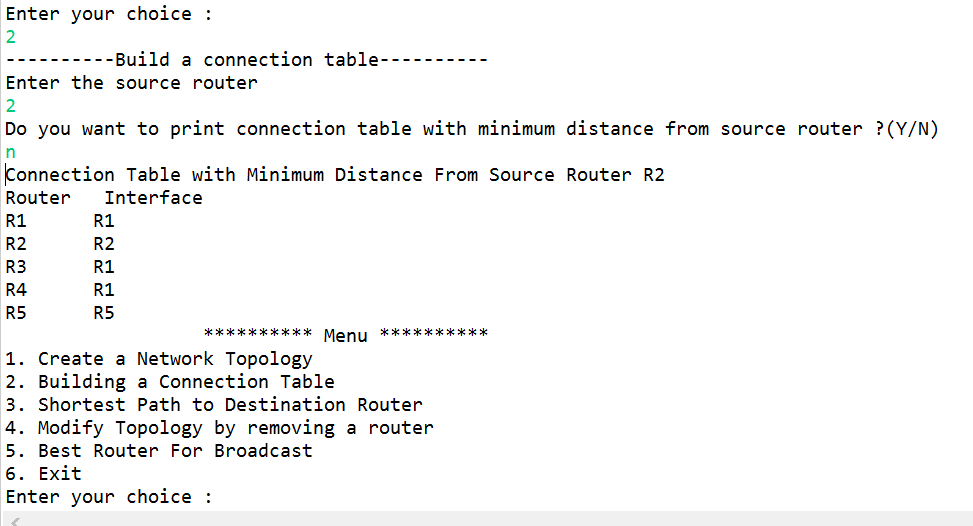 Enter your choice :
2
----------Build a connection table----------
Enter the source router
2
Do you want to print connection table with minimum distance from source router ?(Y/N)
n
Connection Table with Minimum Distance From Source Router R2
Router   Interface
R1      R1
R2      R2
R3      R1
R4      R1
R5      R5
********** Menu **********
1. Create a Network Topology
2. Building a Connection Table
3. Shortest Path to Destination Router
4. Modify Topology by removing a router
5. Best Router For Broadcast
6. Exit
Enter your choice :